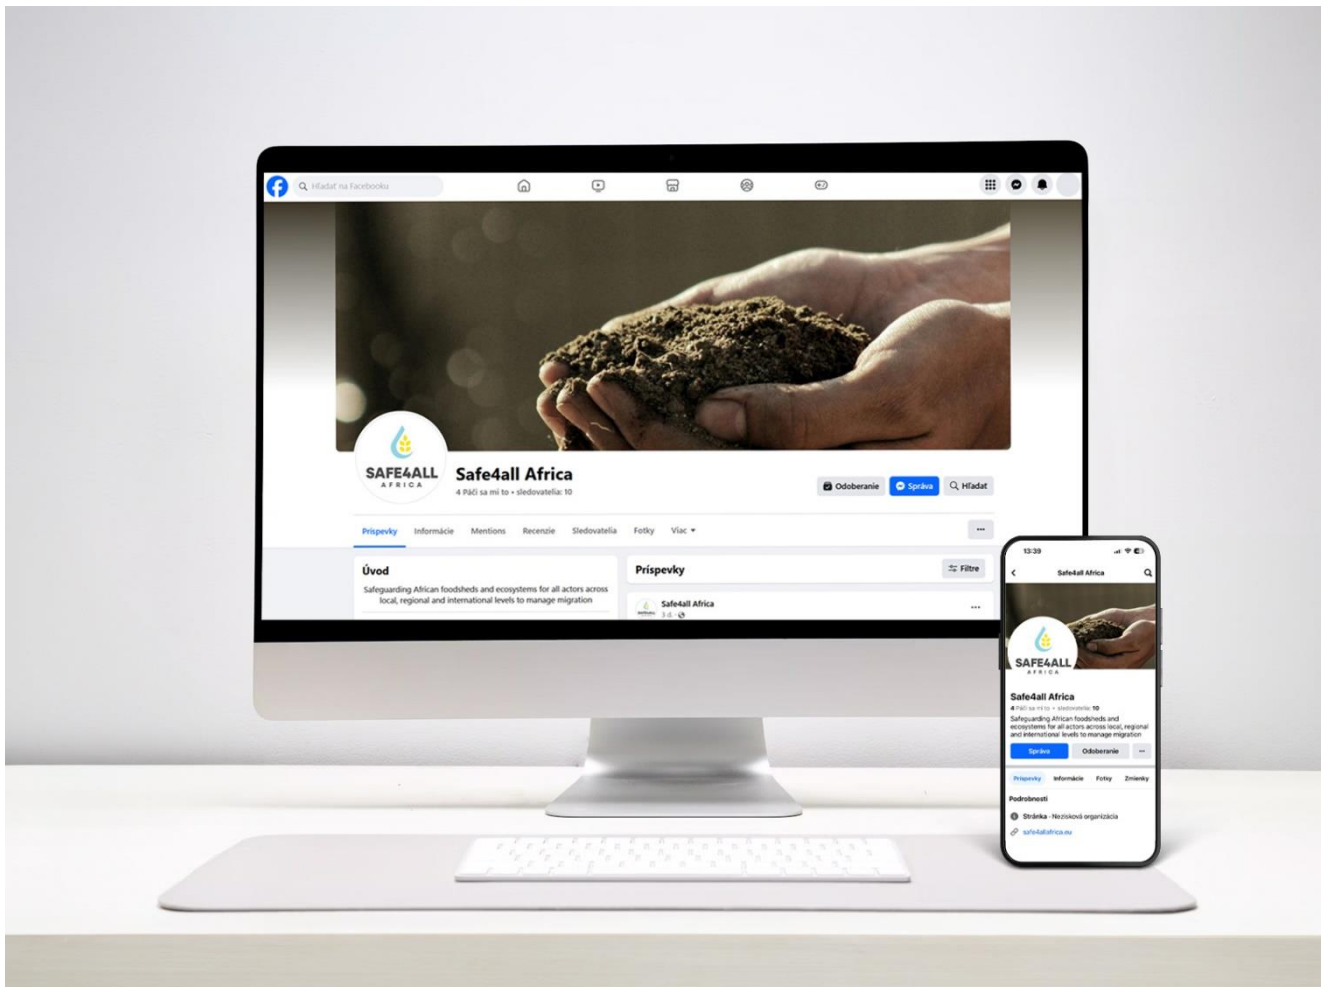 Hľadať na Facebooku
SAFE4ALL
AFRICA
Safe4all Africa
4 Páči sa mi to • sledovatelia: 10
Odoberanie
Správa
Hľadať
Príspevky Informácie Mentions Recenzie Sledovatelia Fotky Viac
Úvod
Safeguarding African foodsheds and ecosystems for all actors across
local, regional and international levels to manage migration
Príspevky
Filtre
Safe4all Africa
3 d.
13:39
Safe4all Africa
SAFE4ALL
AFRICA
Safe4all Africa
4 Páči sa mi to • sledovatelia: 10
Safeguarding African foodsheds and
ecosystems for all actors across local, regional
and international levels to manage migration
Správa
Odoberanie
Príspevky Informácie Fotky Zmienky
Podrobnosti
Stránka · Nezisková organizácia
safe4allafrica.eu